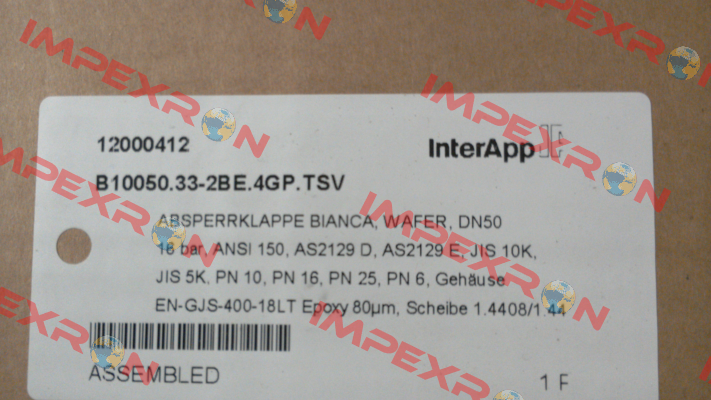 12000412
InterApp
B10050.33-2BE.4GP.TSV
ABSPERRKLAPPE BIANCA, WAFER, DN50
16 bar, ANSI 150, AS2129 D, AS2129 E, JIS 10K,
JIS 5K, PN 10, PN 16, PN 25, PN 6, Gehäuse
EN-GJS-400-18LT Epoxy 80µm, Scheibe 1.4408/1.44
ASSEMBLED
1 F
IMPEXRON
IMPEXRON
IMPEXRON
IMPEXRON
IMPEXRON
IMPEXRON